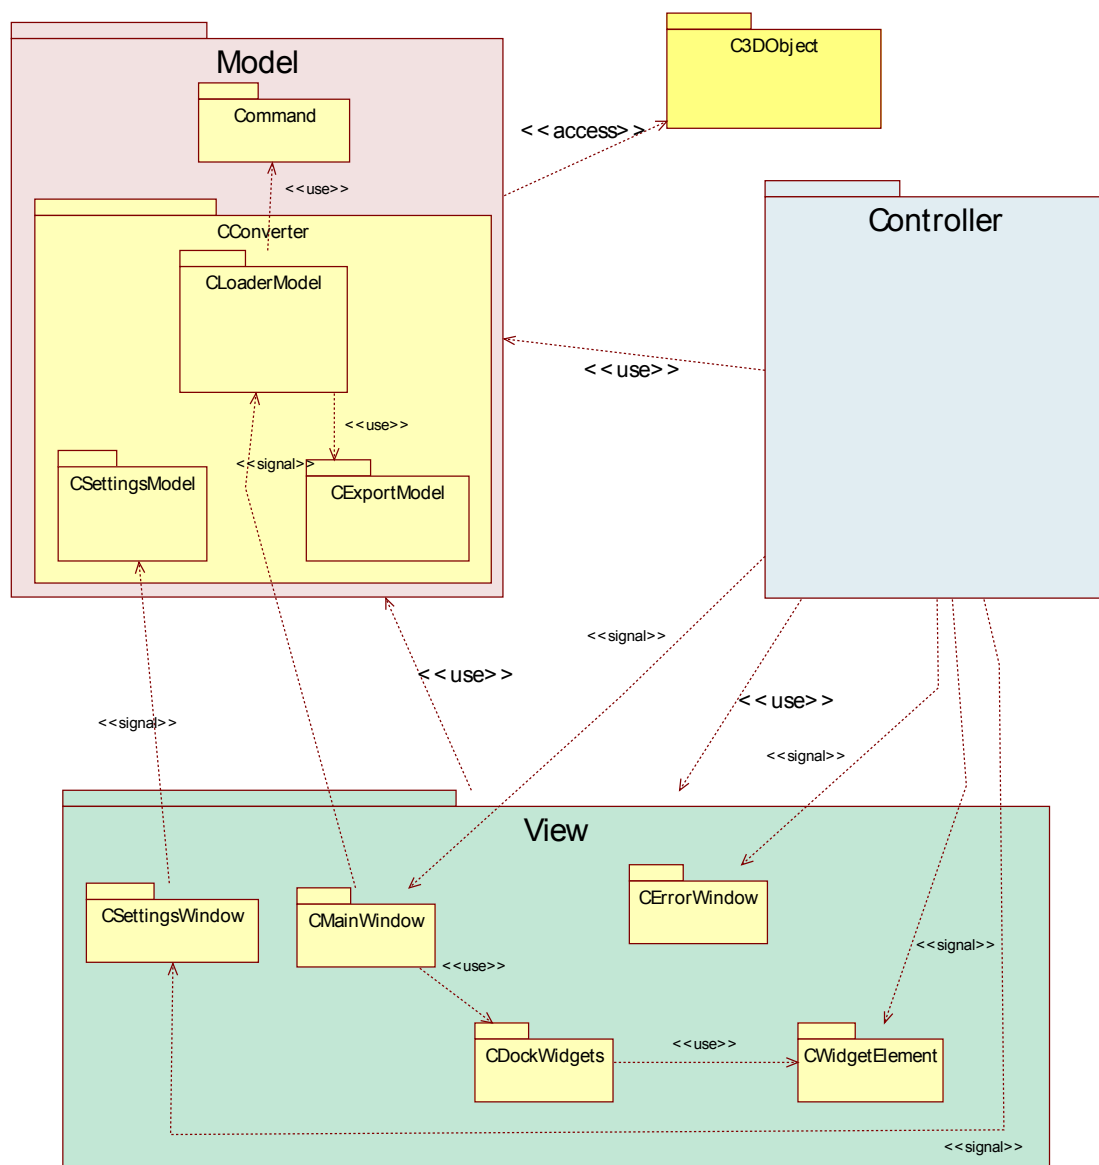 C3DObject
Model
Command
<<access>>
<<use>>
Controller
CConverter
CLoaderModel
<<use>>
<<use>>
<<signal>>
CSettingsModel
CExportModel
<<signal>>
<<use>>
<<use>>
<<signal>>
<<signal>>
View
CErrorWindow
CSettingsWindow
CMainWindow
<<signal>>
<<use>>
<<use>>
CDockWidgets
CWidgetElement
<<signal>>